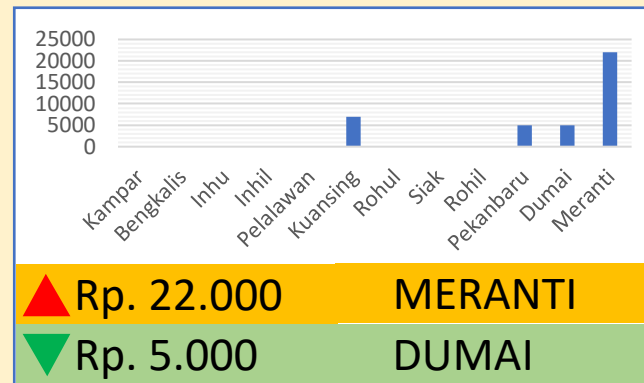 25000
20000
15000
10000
5000
0
Kampar
Bengkalis
Inhu
Inhil
Pelalawan
Kuansing
Rohul
Siak
Rohil
Pekanbaru
Dumai
Meranti
Rp. 22.000 MERANTI
Rp. 5.000 DUMAI